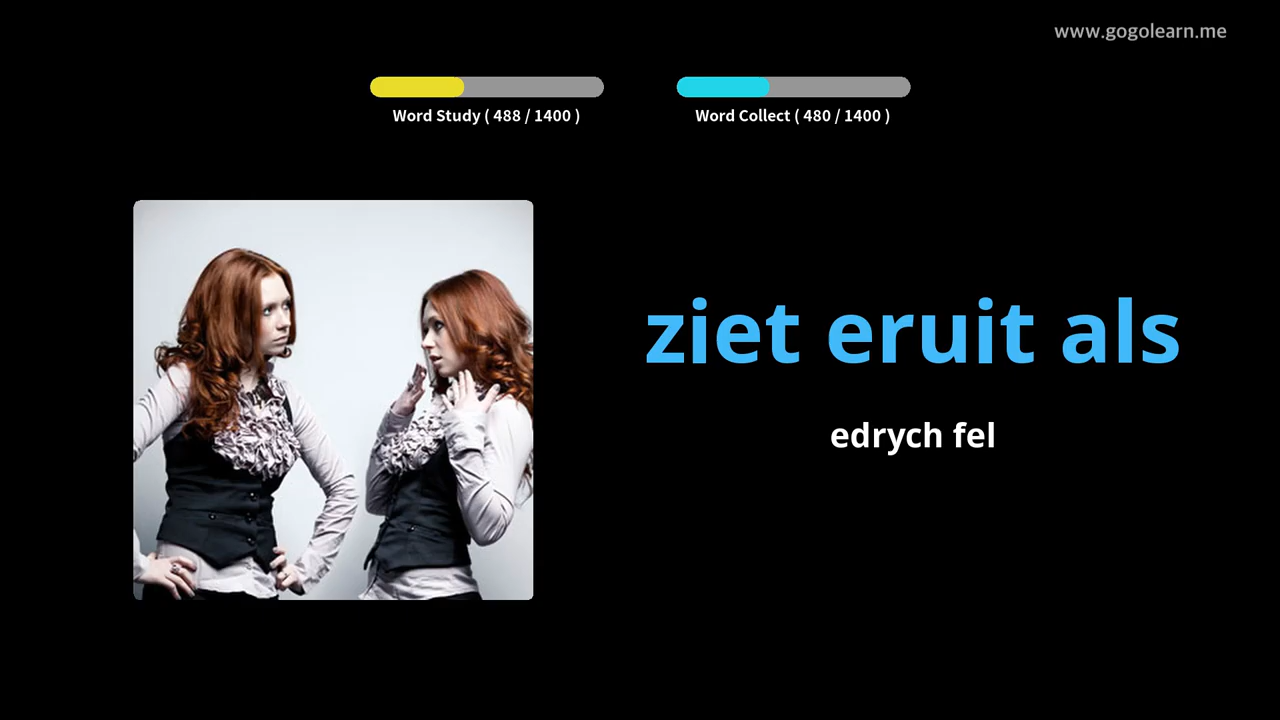 www.gogolearn.me
Word Study ( 488 / 1400 )
Word Collect ( 480 / 1400 )
ziet eruit als
edrych fel